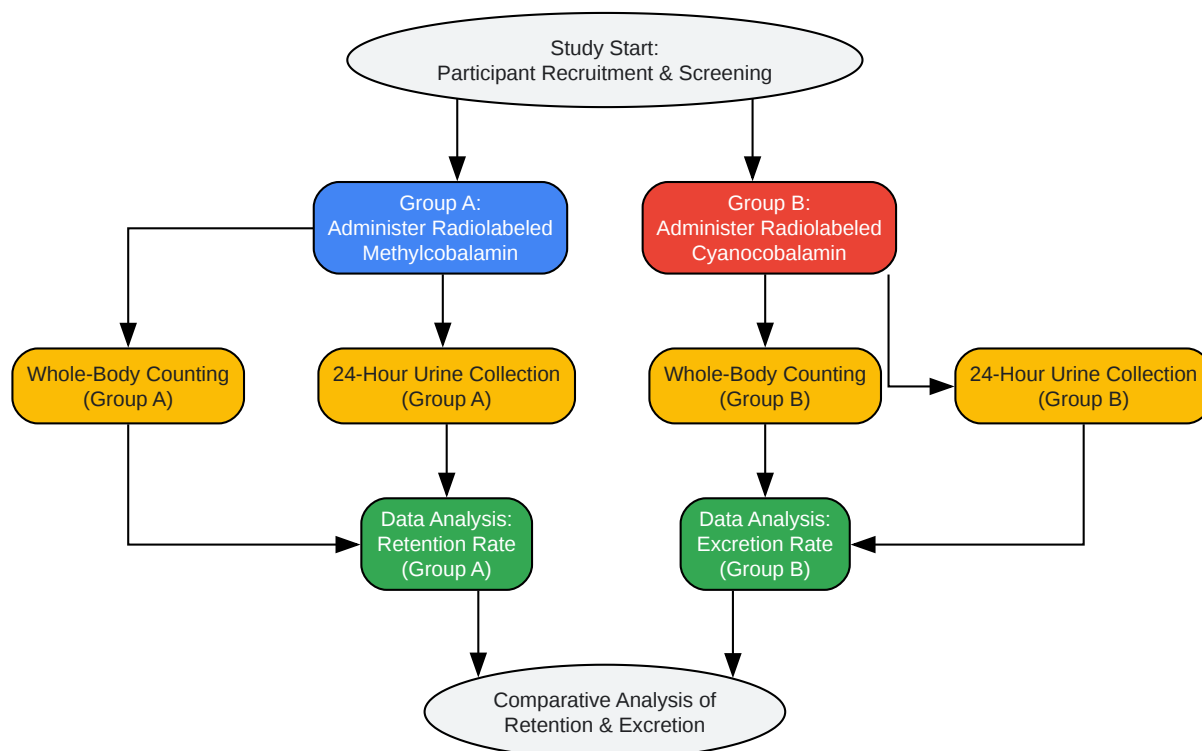 Study Start:
Participant Recruitment & Screening
Group A:
Administer Radiolabeled
Methylcobalamin
Group B:
Administer Radiolabeled
Cyanocobalamin
Whole-Body Counting
(Group A)
24-Hour Urine Collection
(Group A)
Whole-Body Counting
(Group B)
24-Hour Urine Collection
(Group B)
Data Analysis:
Retention Rate
(Group A)
Data Analysis:
Excretion Rate
(Group B)
Comparative Analysis of
Retention & Excretion